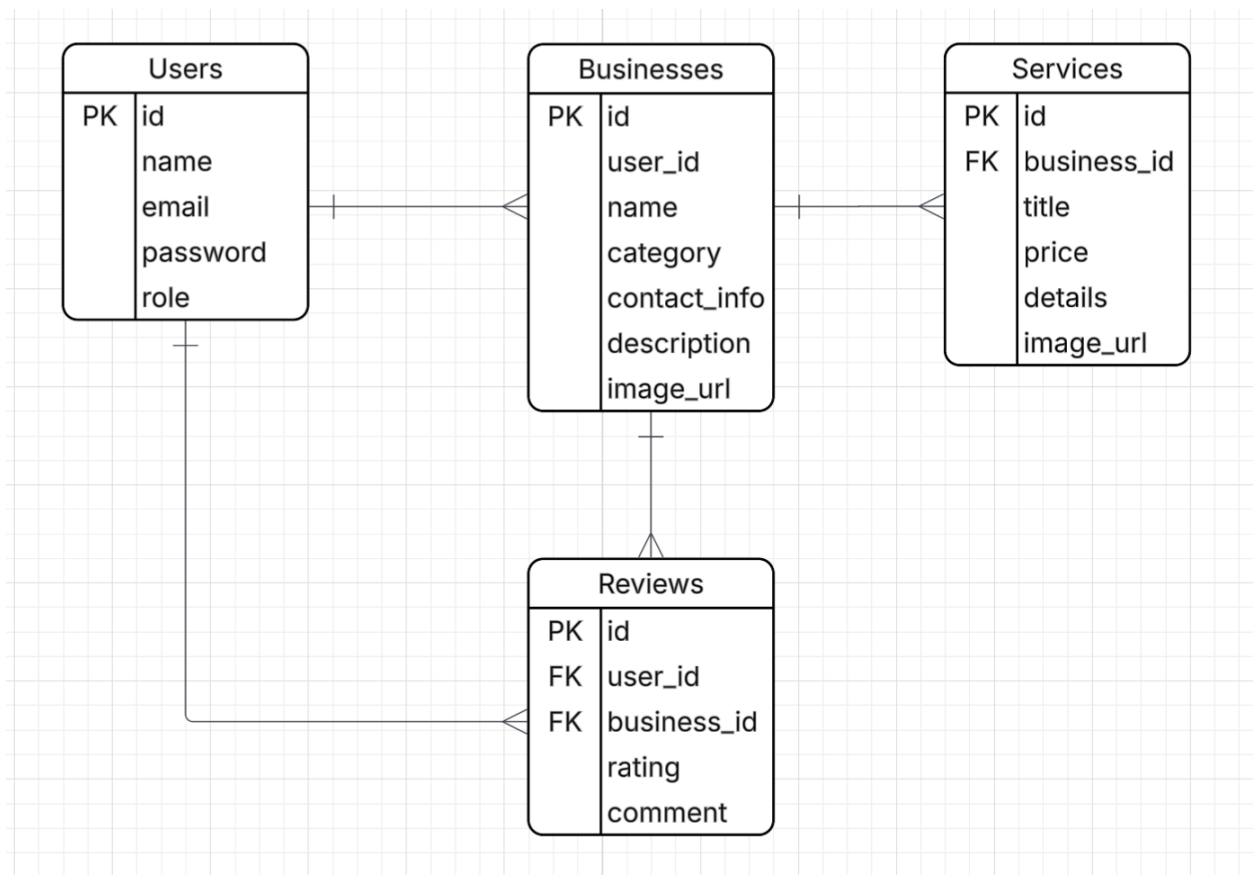 Users
PK id
name
email
password
role
Businesses
PK id
user_id
name
category
contact_info
description
image_url
Services
PK id
FK business_id
title
price
details
image_url
Reviews
PK id
FK user_id
FK business_id
rating
comment